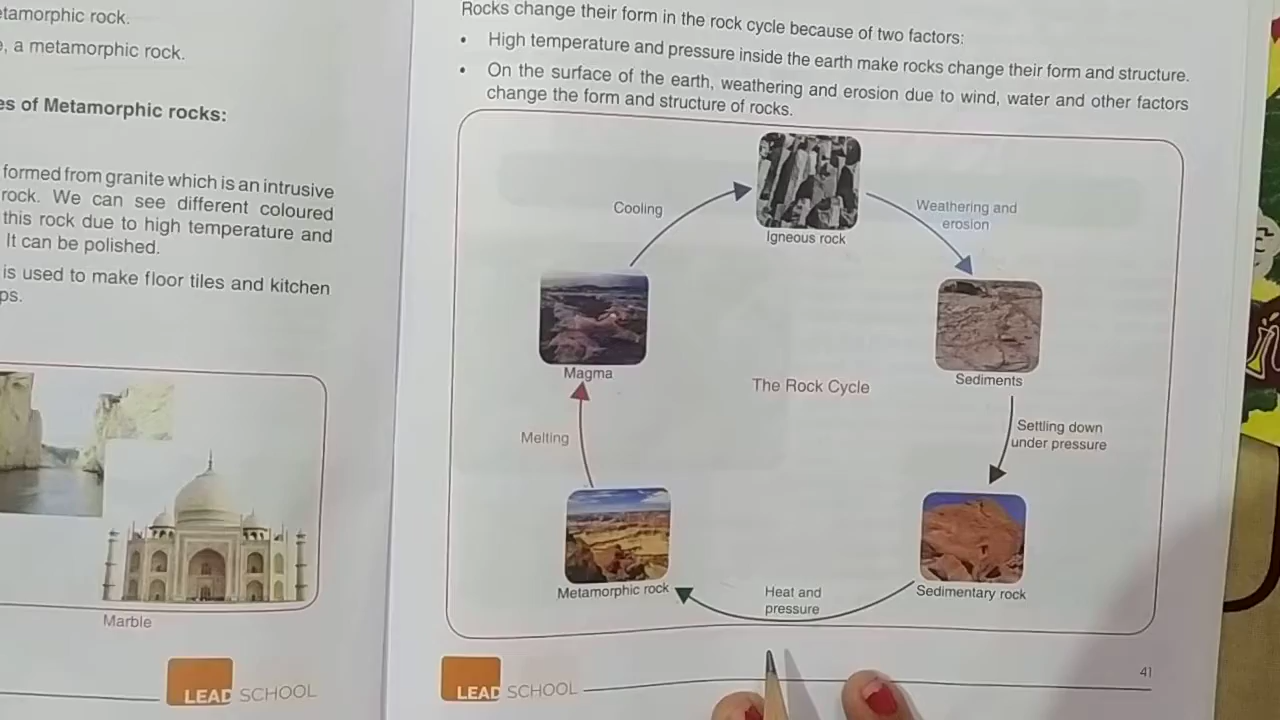 etamorphic rock.
, a metamorphic rock.
es of Metamorphic rocks:
formed from granite which is an intrusive
rock. We can see different coloured
this rock due to high temperature and
It can be polished.
is used to make floor tiles and kitchen
ps.
Marble
LEAD SCHOOL
Rocks change their form in the rock cycle because of two factors:
• High temperature and pressure inside the earth make rocks change their form and structure.
• On the surface of the earth, weathering and erosion due to wind, water and other factors
change the form and structure of rocks.
Igneous rock
Cooling
Weathering and
erosion
Magma
The Rock Cycle
Sediments
Melting
Settling down
under pressure
Metamorphic rock
Heat and
pressure
Sedimentary rock
LEAD SCHOOL
41